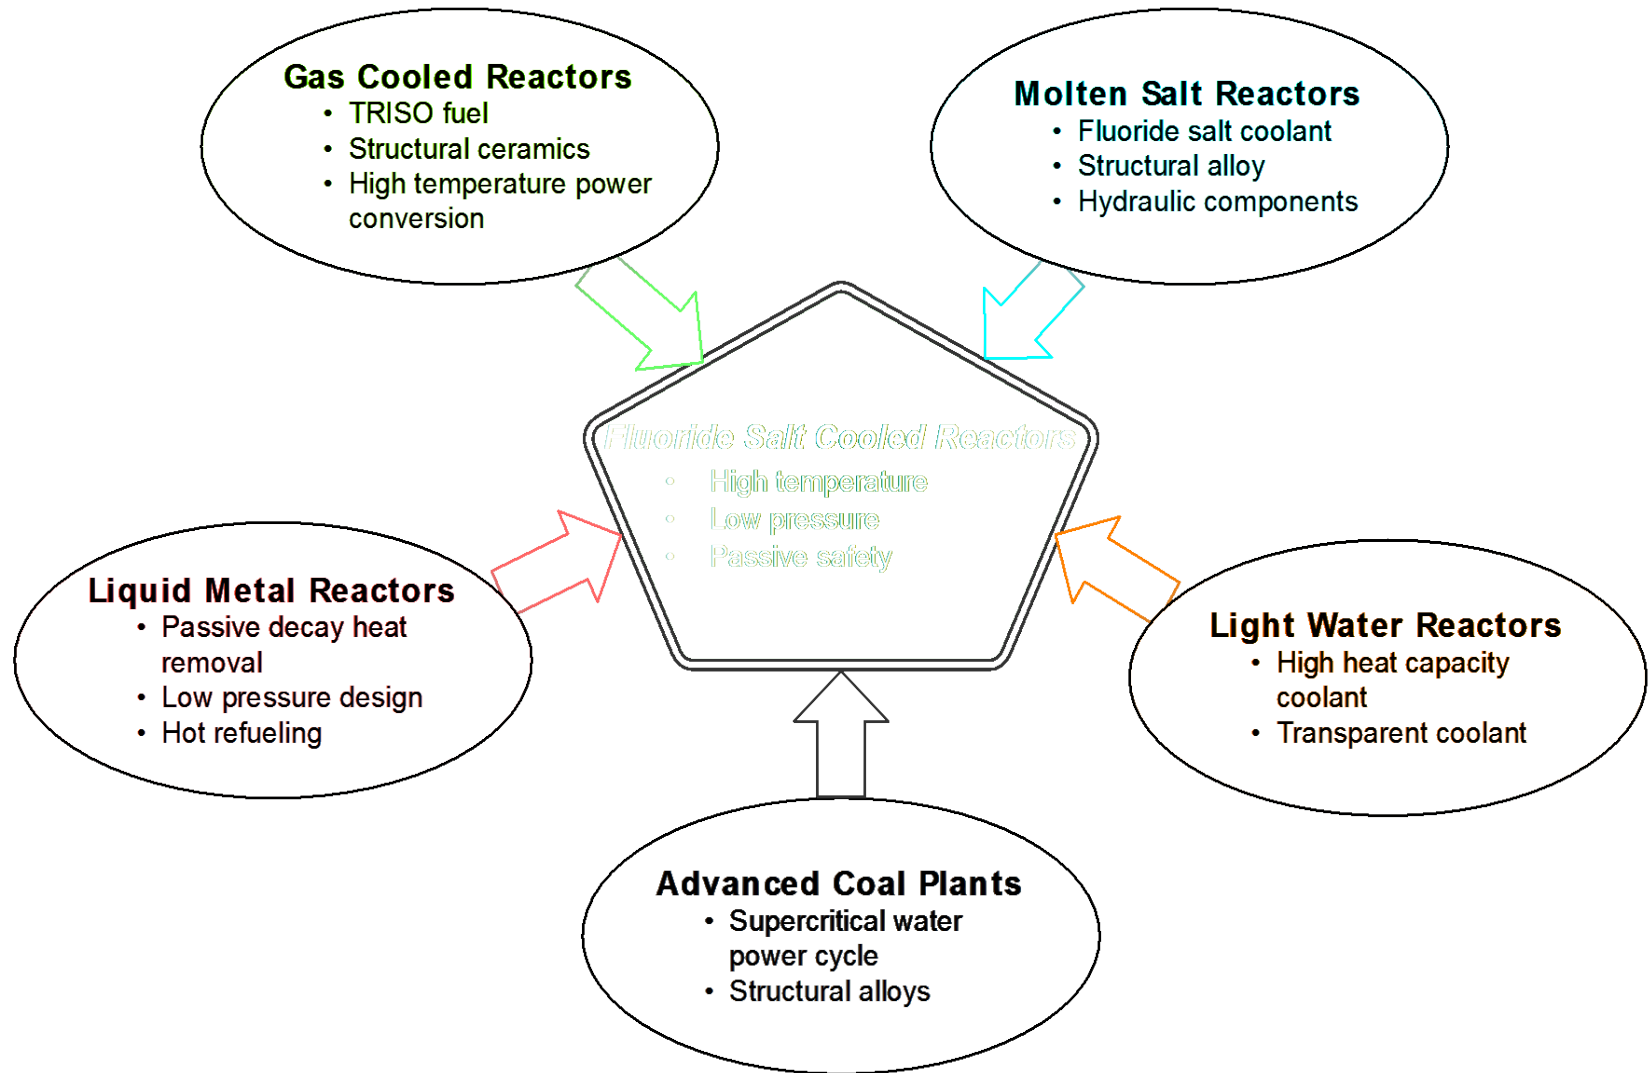 Gas Cooled Reactors
• TRISO fuel
• Structural ceramics
• High temperature power
conversion
Molten Salt Reactors
• Fluoride salt coolant
• Structural alloy
• Hydraulic components
Fluoride Salt Cooled Reactors
• High temperature
• Low pressure
• Passive safety
Liquid Metal Reactors
• Passive decay heat
removal
• Low pressure design
• Hot refueling
Light Water Reactors
• High heat capacity
coolant
• Transparent coolant
Advanced Coal Plants
• Supercritical water
power cycle
• Structural alloys